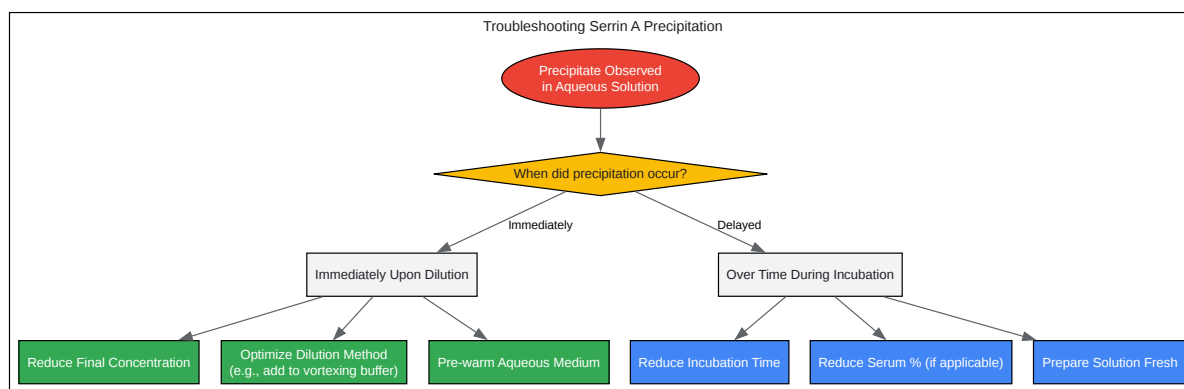 Troubleshooting Serrin A Precipitation
Precipitate Observed
in Aqueous Solution
When did precipitation occur?
Immediately
Delayed
Immediately Upon Dilution
Over Time During Incubation
Reduce Final Concentration
Optimize Dilution Method
(e.g., add to vortexing buffer)
Pre-warm Aqueous Medium
Reduce Incubation Time
Reduce Serum % (if applicable)
Prepare Solution Fresh